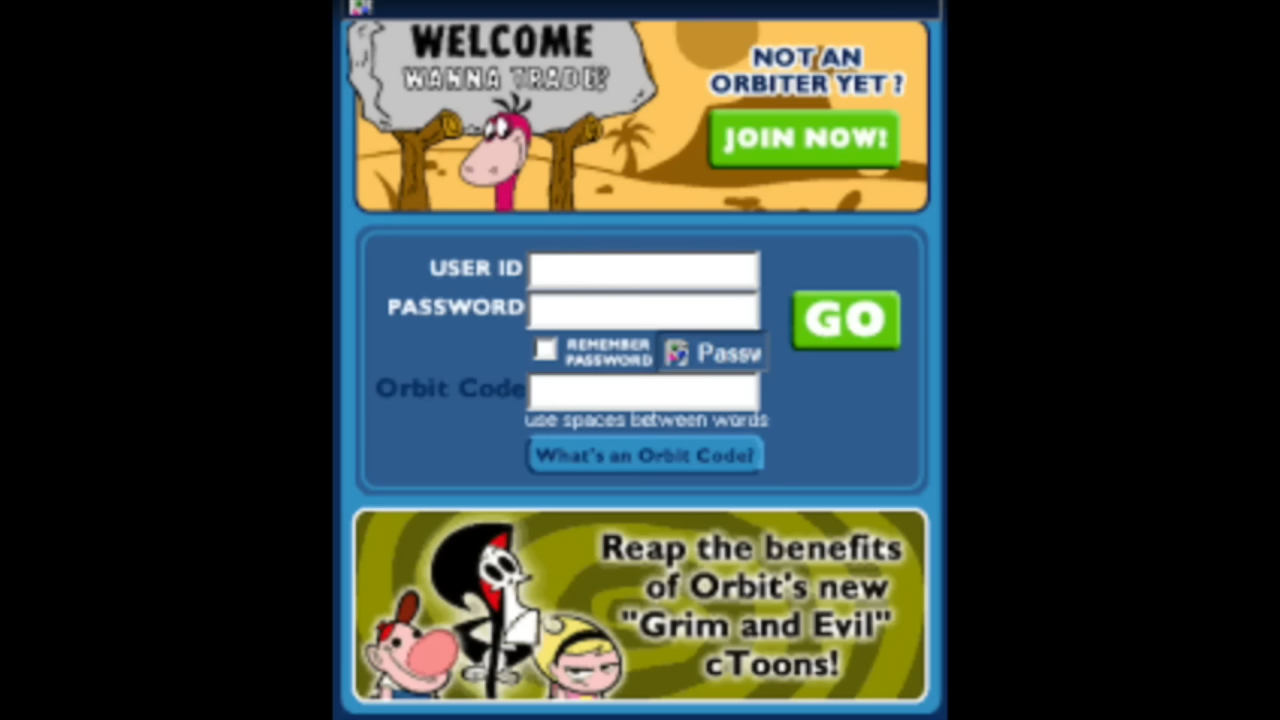 WELCOME
WANNA TRADE?
NOT AN
ORBITER YET?
JOIN NOW!
USER ID
PASSWORD
GO
REMEMBER
PASSWORD
Passw
Orbit Code
use spaces between words
What's an Orbit Code?
Reap the benefits
of Orbit's new
"Grim and Evil"
cToons!